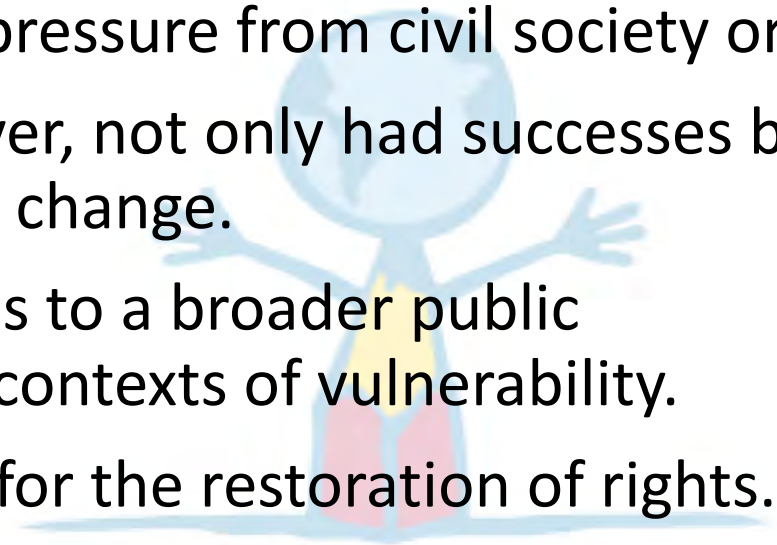 pressure from civil society or
ver, not only had successes b
change.
s to a broader public
contexts of vulnerability.
for the restoration of rights.